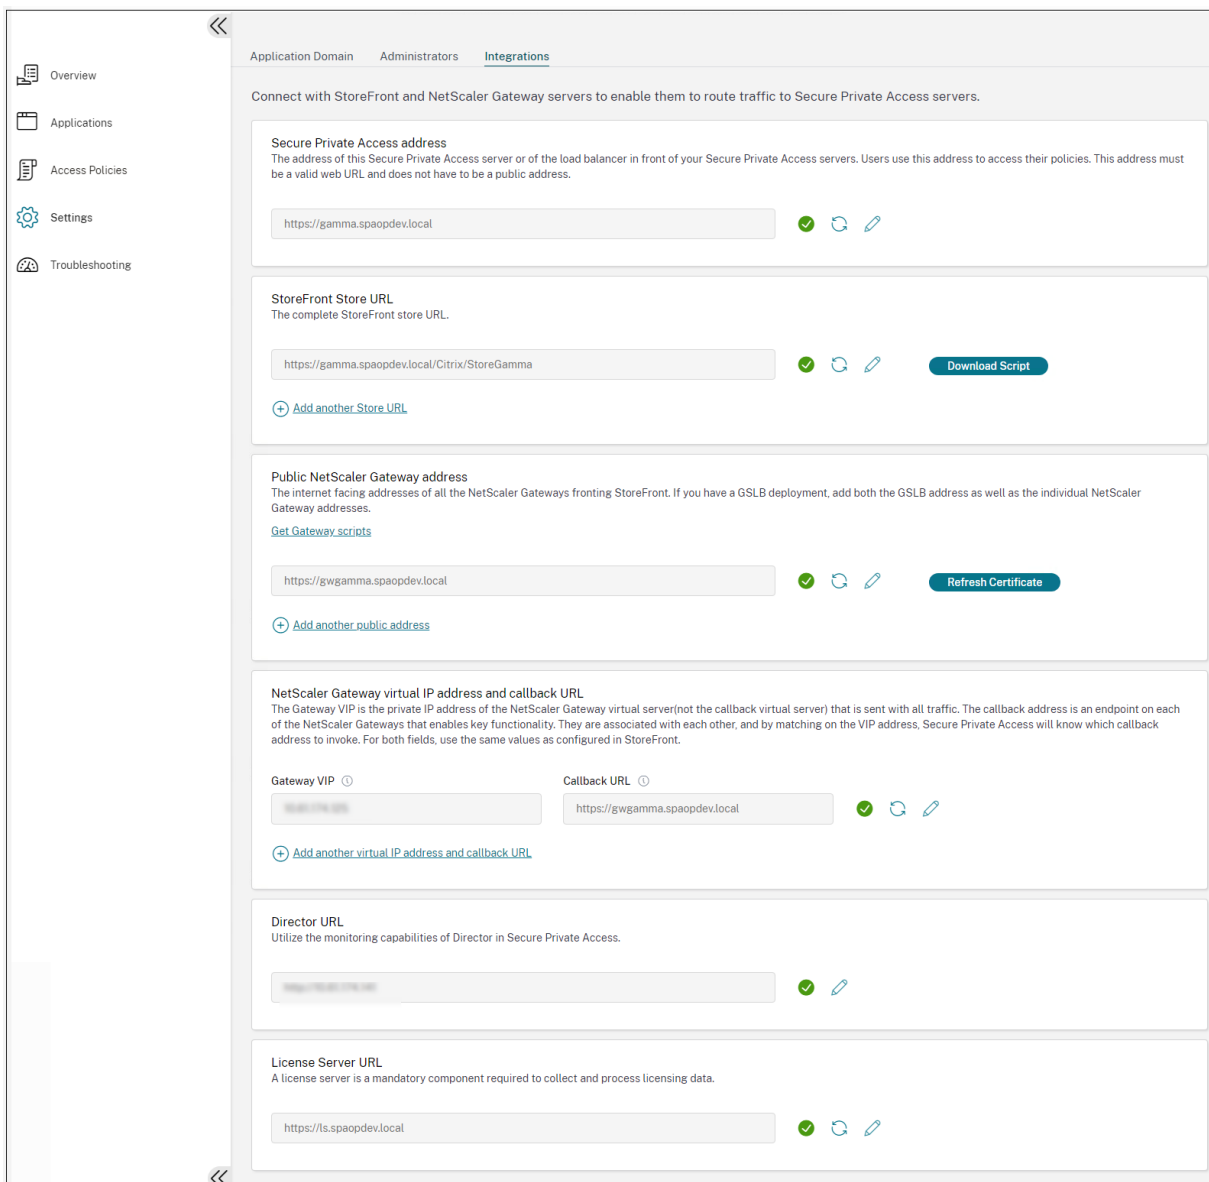 Overview
Applications
Access Policies
Settings
Troubleshooting
Application Domain Administrators Integrations
Connect with StoreFront and NetScaler Gateway servers to enable them to route traffic to Secure Private Access servers.
Secure Private Access address
The address of this Secure Private Access server or of the load balancer in front of your Secure Private Access servers. Users use this address to access their policies. This address must
be a valid web URL and does not have to be a public address.
https://gamma.spaopdev.local
StoreFront Store URL
The complete StoreFront store URL.
https://gamma.spaopdev.local/Citrix/StoreGamma
Download Script
Add another Store URL
Public NetScaler Gateway address
The internet facing addresses of all the NetScaler Gateways fronting StoreFront. If you have a GSLB deployment, add both the GSLB address as well as the individual NetScaler
Gateway addresses.
Get Gateway scripts
https://gwgamma.spaopdev.local
Refresh Certificate
Add another public address
NetScaler Gateway virtual IP address and callback URL
The Gateway VIP is the private IP address of the NetScaler Gateway virtual server(not the callback virtual server) that is sent with all traffic. The callback address is an endpoint on each
of the NetScaler Gateways that enables key functionality. They are associated with each other, and by matching on the VIP address, Secure Private Access will know which callback
address to invoke. For both fields, use the same values as configured in StoreFront.
Gateway VIP Callback URL
https://gwgamma.spaopdev.local
Add another virtual IP address and callback URL
Director URL
Utilize the monitoring capabilities of Director in Secure Private Access.
License Server URL
A license server is a mandatory component required to collect and process licensing data.
https://ls.spaopdev.local